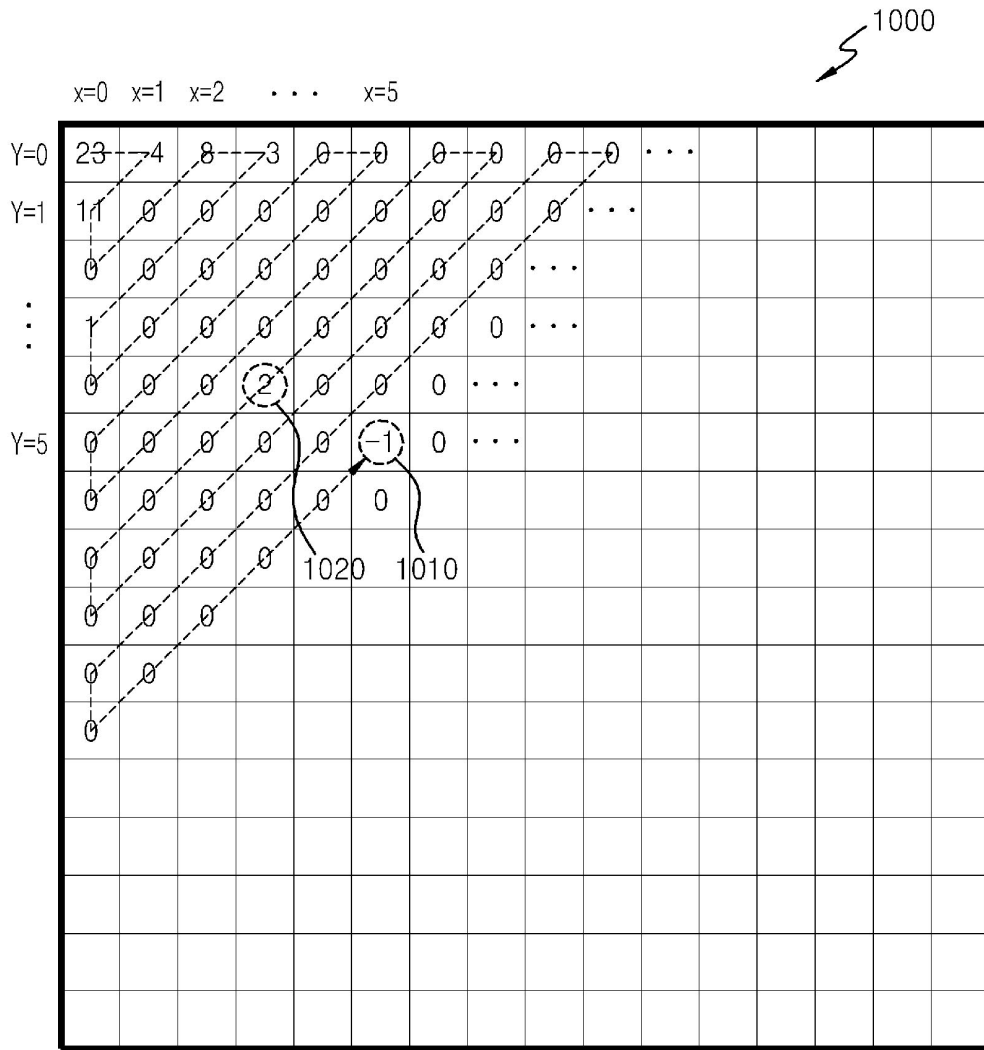 1000
x=0 x=1 x=2 · · · x=5
Y=0 23 4 8 3 0 0 0 0 0 0 · · ·
Y=1 11 0 0 0 0 0 0 0 0 · · ·
0 0 0 0 0 0 0 0 · · ·
1 0 0 0 0 0 0 0 · · ·
0 0 0 2 0 0 0 · · ·
Y=5 0 0 0 0 0 -1 0 · · ·
0 0 0 0 0 0
0 0 0 0 1020 1010
0 0 0
0 0
0